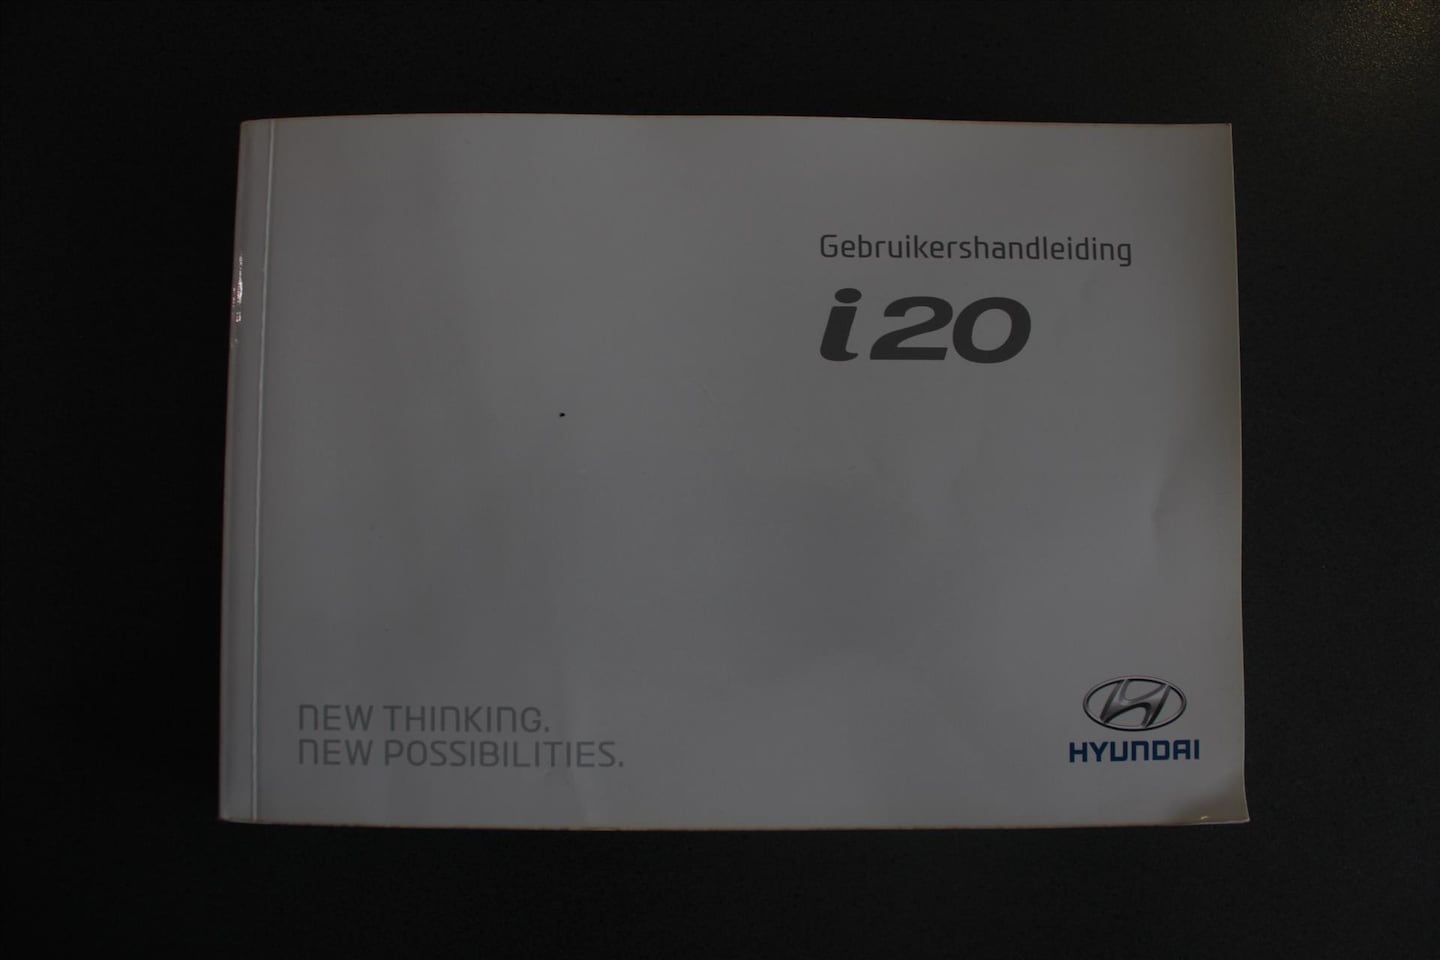 Gebruikershandleiding
i20
NEW THINKING.
NEW POSSIBILITIES.
HYUNDAI